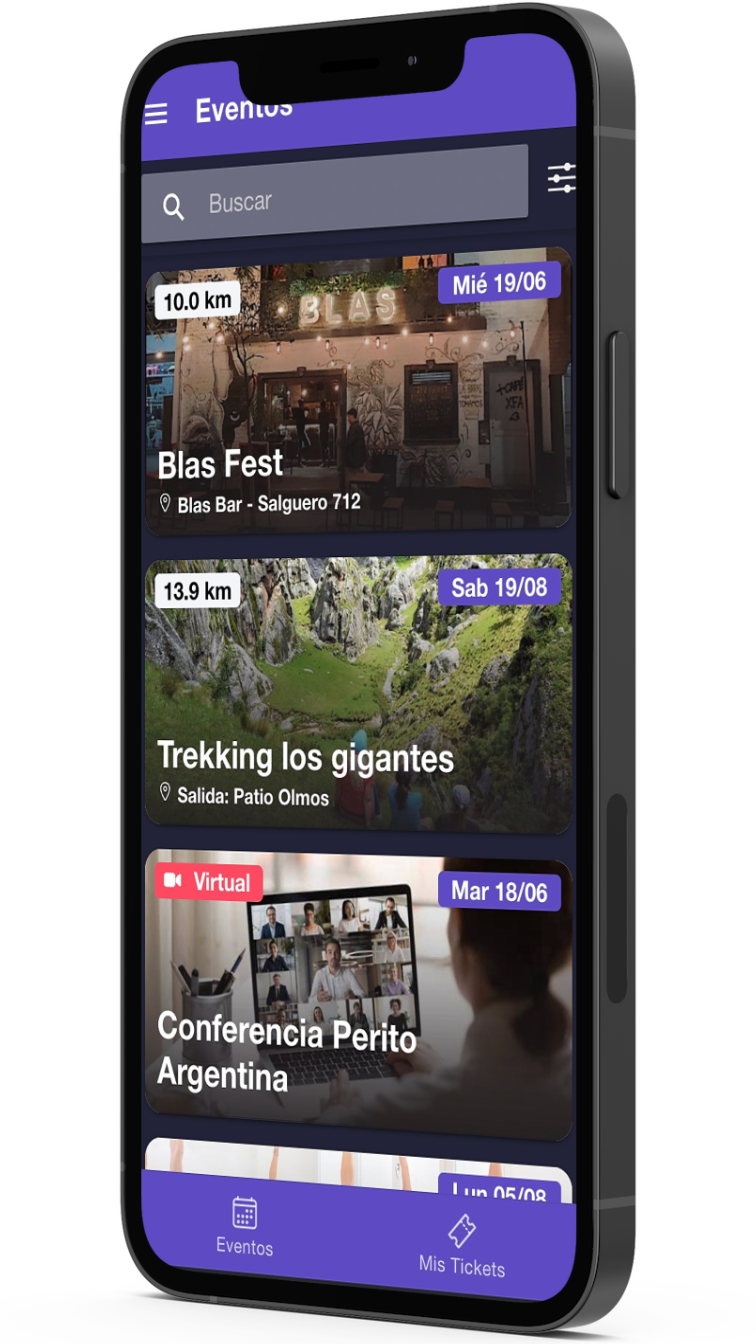 Eventos
Buscar
10.0 km
Mié 19/06
BLAS
+CAFÉ
XFA
Blas Fest
Blas Bar - Salguero 712
13.9 km
Sab 19/08
Trekking los gigantes
Salida: Patio Olmos
Virtual
Mar 18/06
Conferencia Perito
Argentina
Lun 05/08
Eventos
Mis Tickets